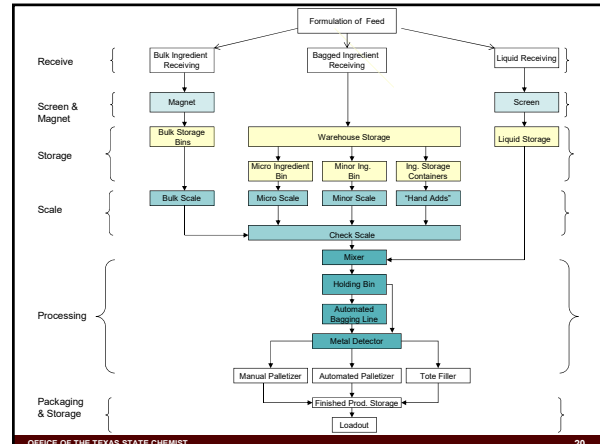 Formulation of Feed
Receive
Bulk Ingredient
Receiving
Bagged Ingredient
Receiving
Liquid Receiving
Screen &
Magnet
Magnet
Screen
Storage
Bulk Storage
Bins
Warehouse Storage
Liquid Storage
Micro Ingredient
Bin
Minor Ing.
Bin
Ing. Storage
Containers
Scale
Bulk Scale
Micro Scale
Minor Scale
"Hand Adds"
Check Scale
Mixer
Holding Bin
Processing
Automated
Bagging Line
Metal Detector
Manual Palletizer
Automated Palletizer
Tote Filler
Packaging
& Storage
Finished Prod. Storage
Loadout
OFFICE OF THE TEXAS STATE CHEMIST
20